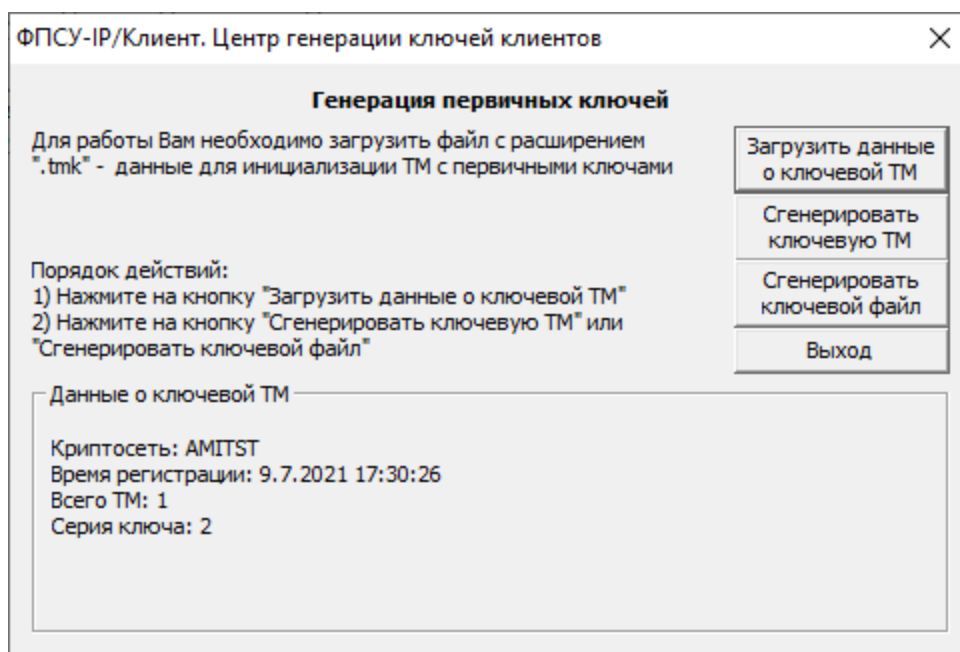 ФПСУ-IP/Клиент. Центр генерации ключей клиентов
Генерация первичных ключей
Для работы Вам необходимо загрузить файл с расширением
".tmk" - данные для инициализации ТМ с первичными ключами
Загрузить данные
о ключевой ТМ
Сгенерировать
ключевую ТМ
Сгенерировать
ключевой файл
Выход
Порядок действий:
1) Нажмите на кнопку "Загрузить данные о ключевой ТМ"
2) Нажмите на кнопку "Сгенерировать ключевую ТМ" или
"Сгенерировать ключевой файл"
Данные о ключевой ТМ
Криптосеть: AMITST
Время регистрации: 9.7.2021 17:30:26
Всего ТМ: 1
Серия ключа: 2